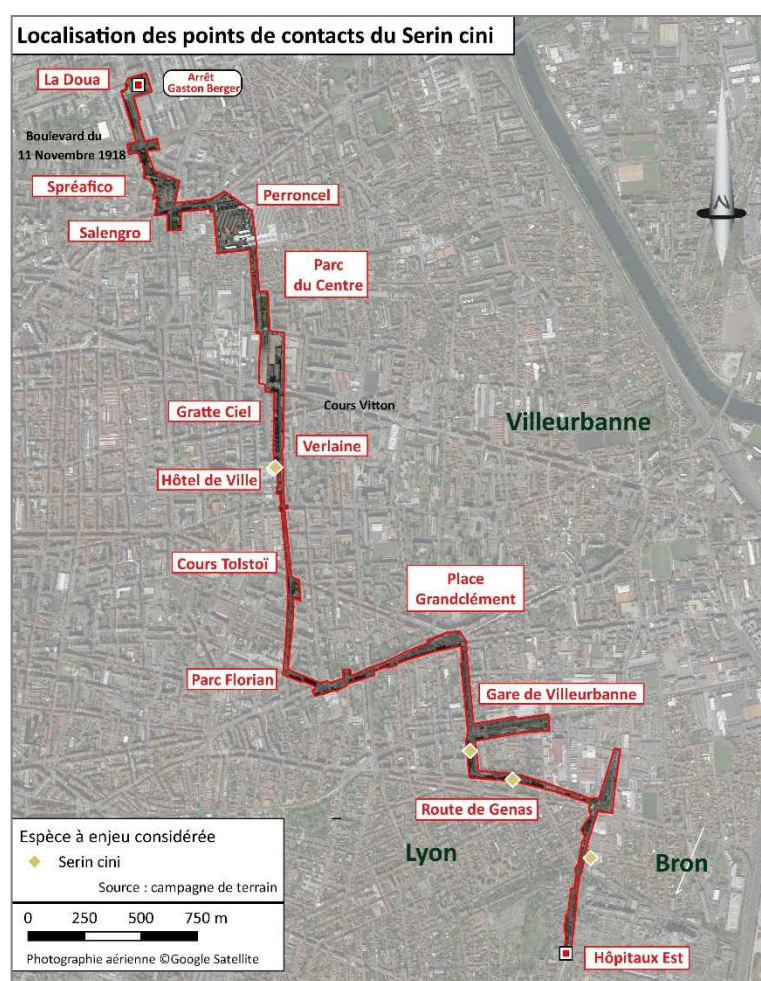 Localisation des points de contacts du Serin cini
La Doua
Arrêt
Gaston Berger
Boulevard du
11 Novembre 1918
Spréafico
Perroncel
Salengro
Parc
du Centre
N
Gratte Ciel
Cours Vitton
Villeurbanne
Verlaine
Hôtel de Ville
Cours Tolstoï
Place
Grandclément
Parc Florian
Gare de Villeurbanne
Route de Genas
Lyon
Bron
Hôpitaux Est
Espèce à enjeu considérée
Serin cini
Source : campagne de terrain
0 250 500 750 m
Photographie aérienne ©Google Satellite